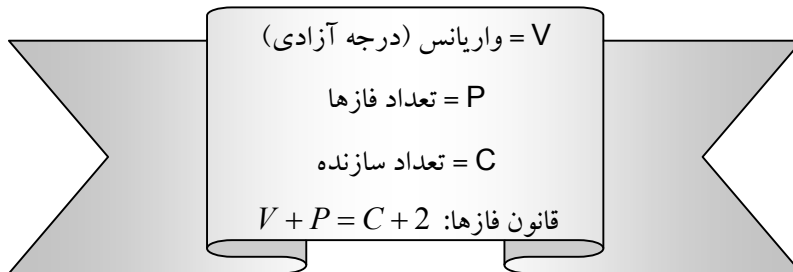 V = واریانس (درجه آزادی)
P = تعداد فازها
C = تعداد سازنده
قانون فازها: V + P = C + 2